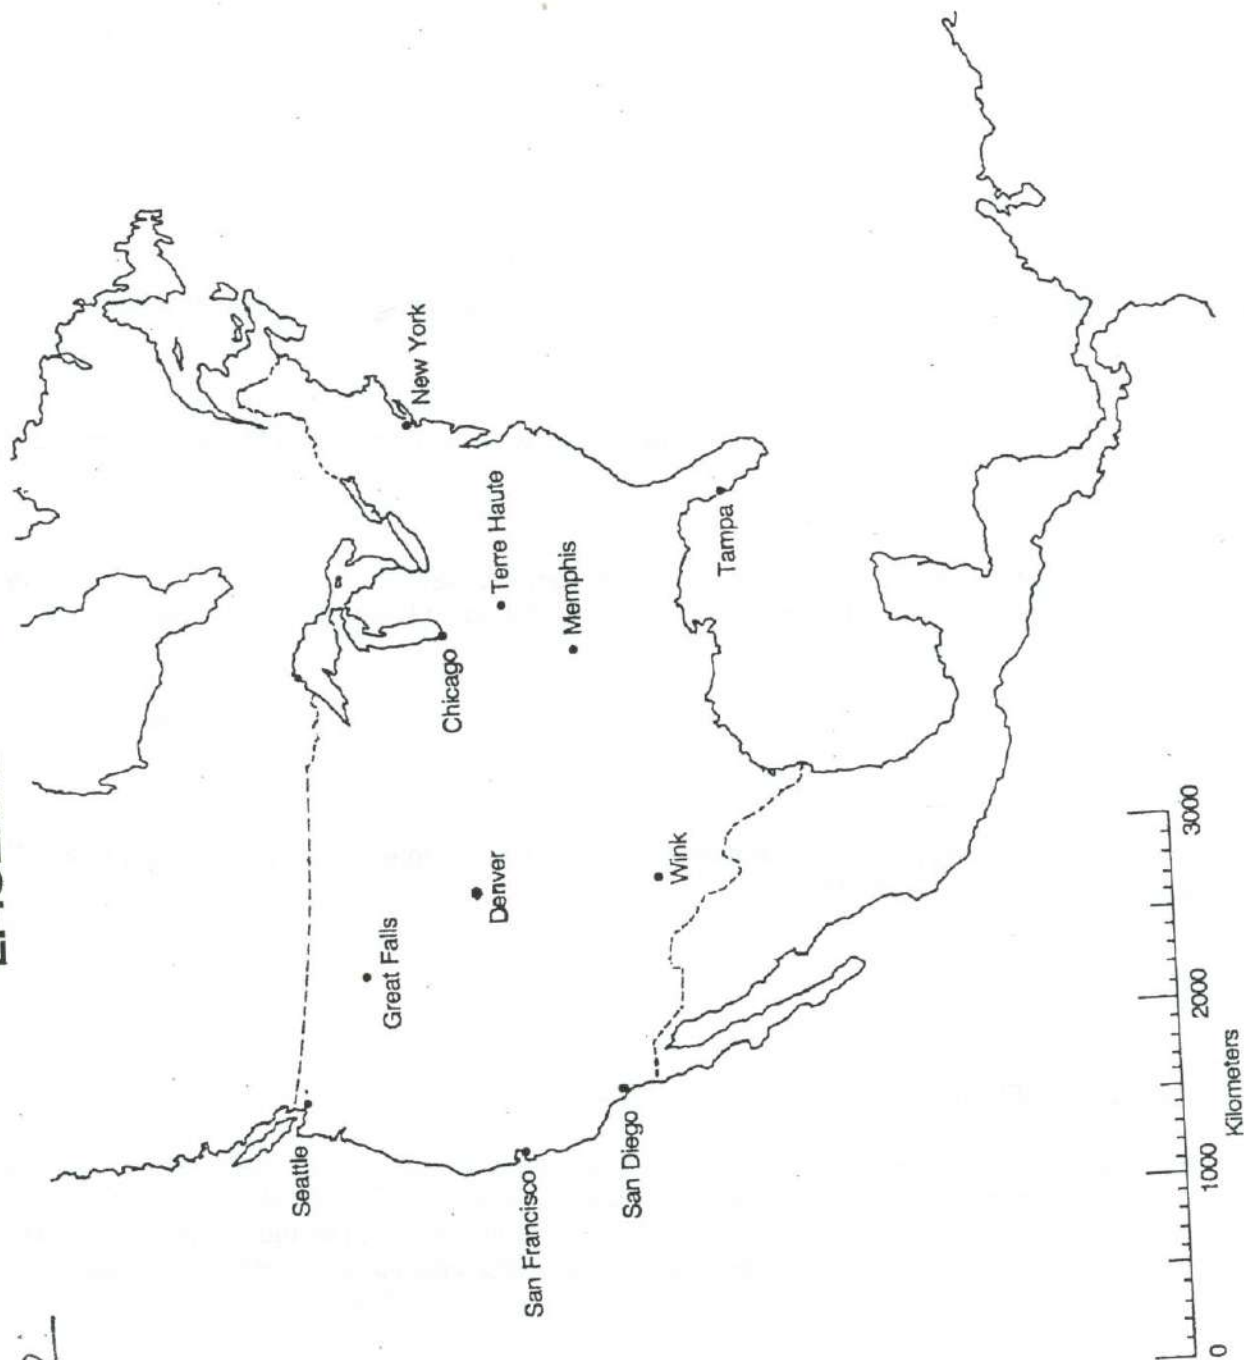 New York
Terre Haute
Tampa
Memphis
Chicago
Wink
Denver
Great Falls
Seattle
San Francisco
San Diego
0 1000 2000 3000
Kilometers